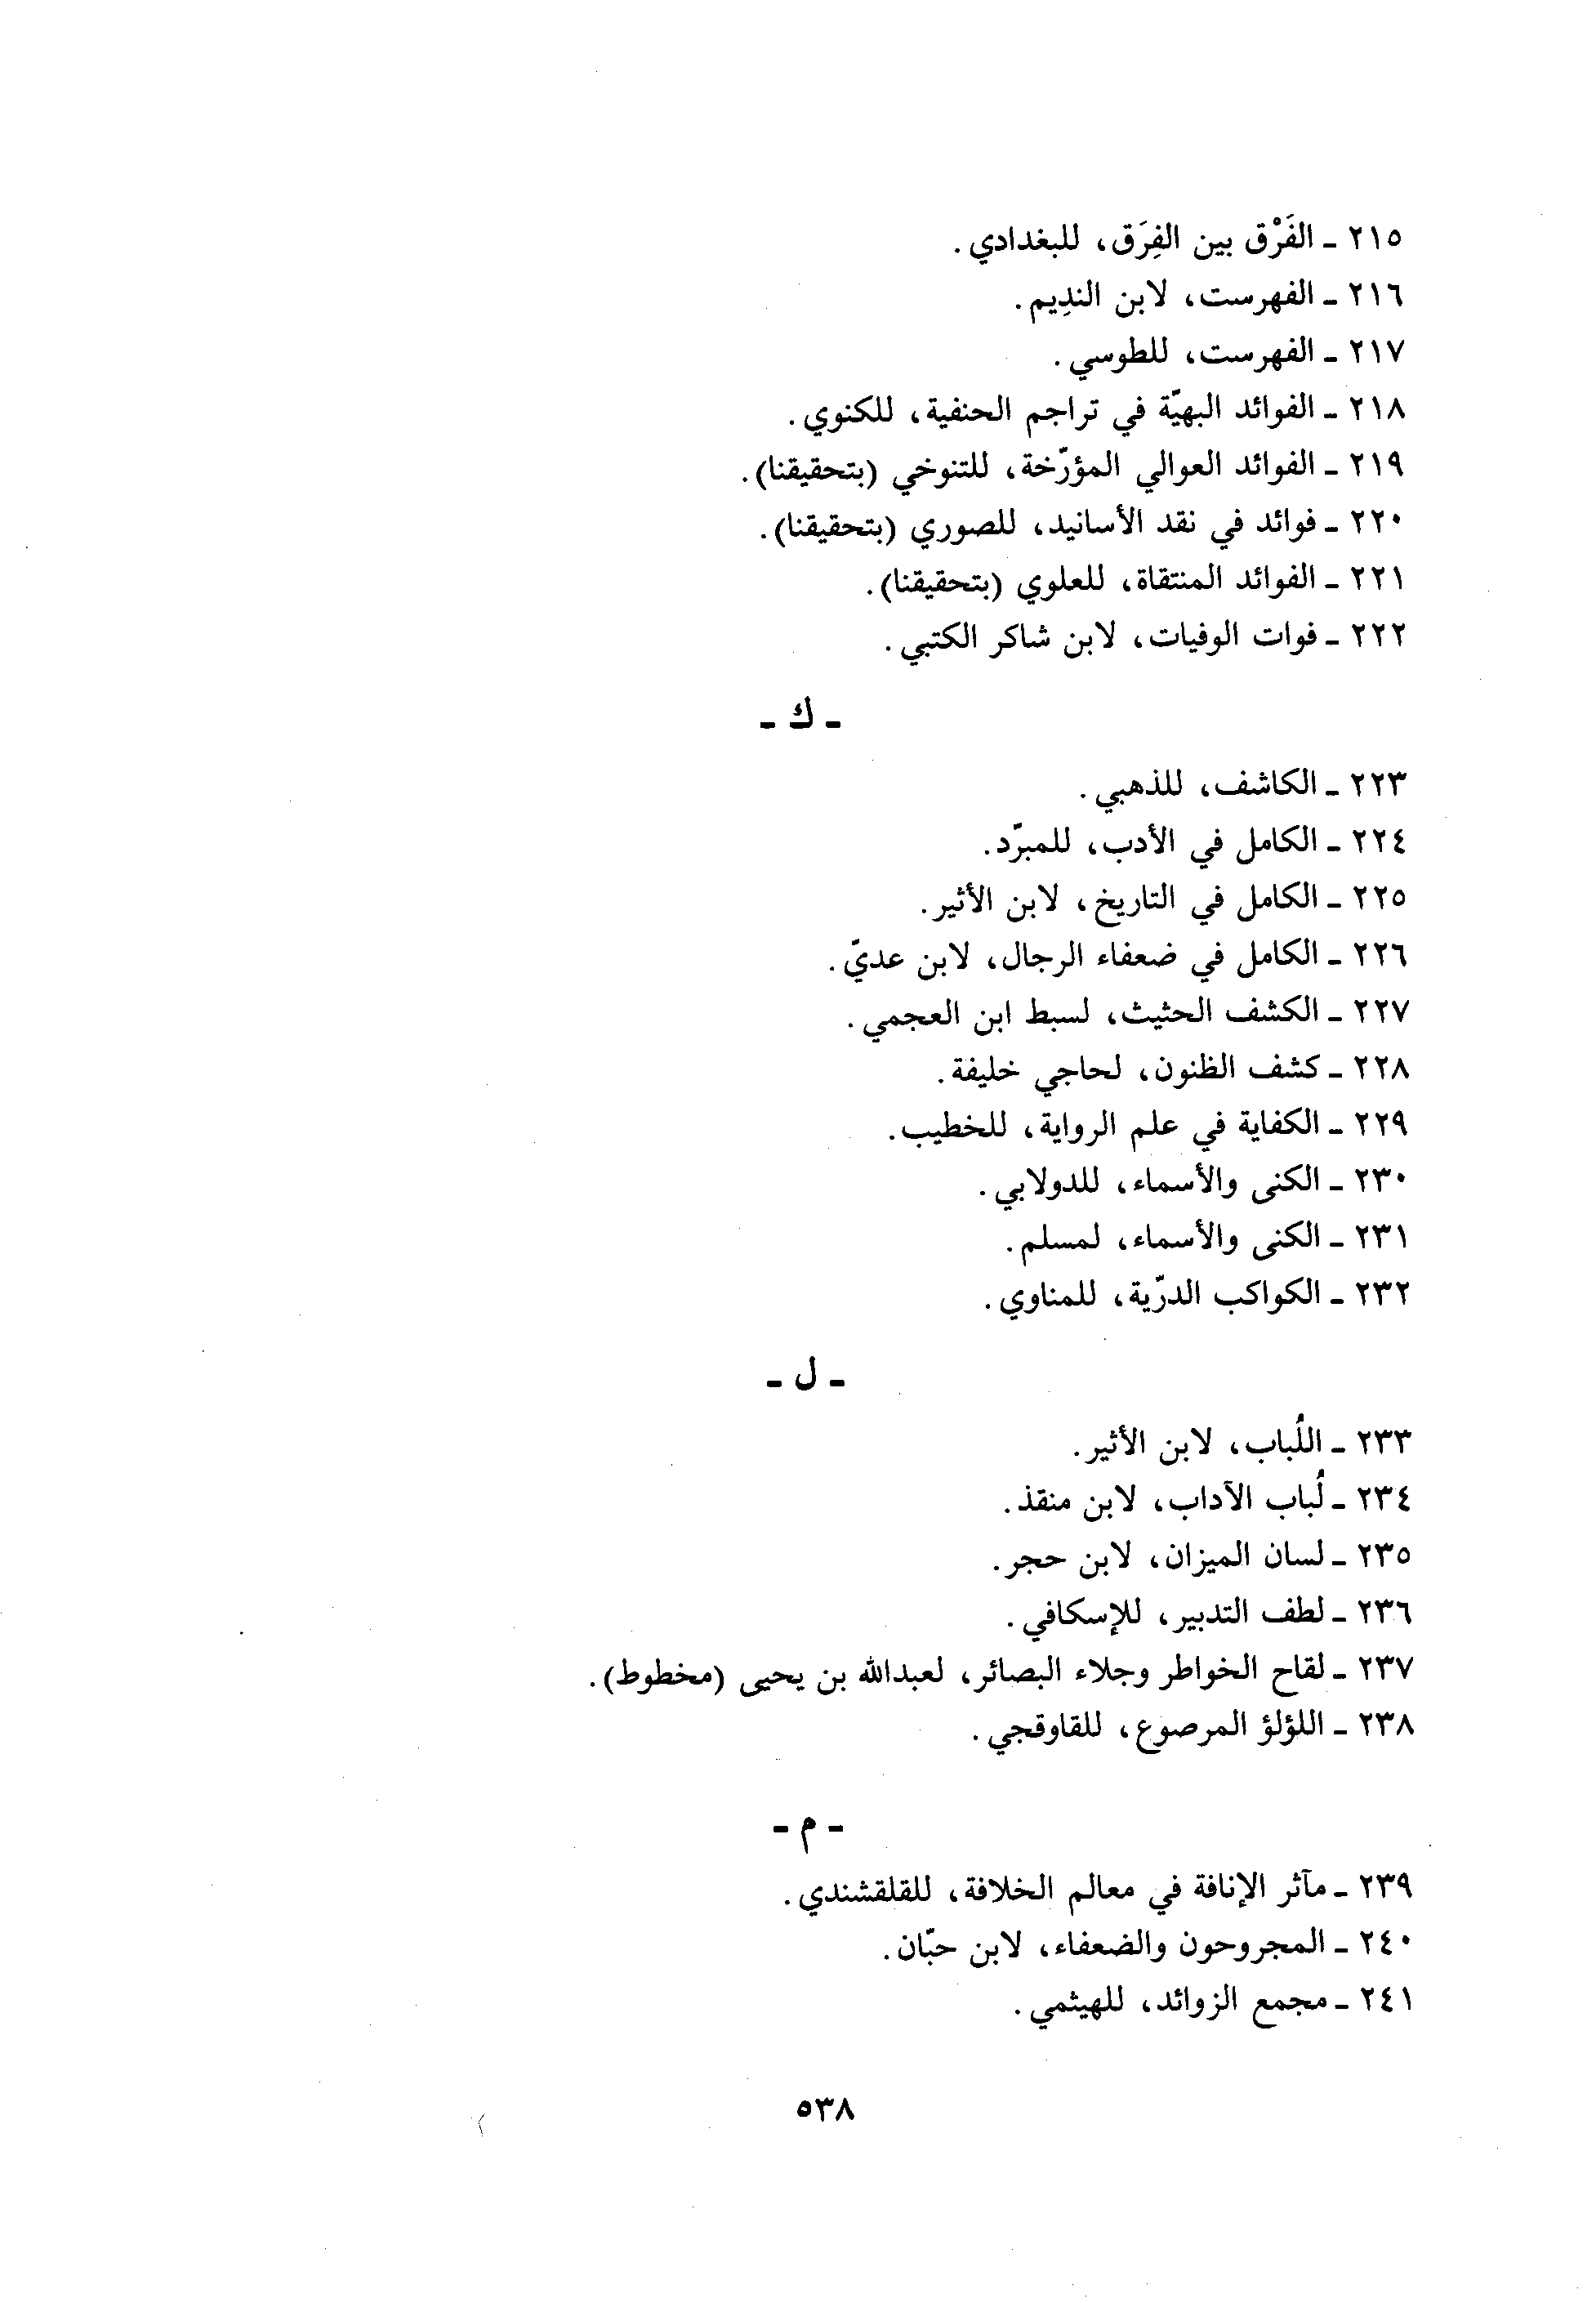 ٢١٥ ـ الفَرْق بين الفِرَق، للبغدادي.
٢١٦ ـ الفهرست، لابن النديم.
٢١٧ ـ الفهرست، للطوسي.
٢١٨ ـ الفوائد البهيّة في تراجم الحنفية، للكنوي.
٢١٩ ـ الفوائد العوالي المؤرّخة، للتنوخي (بتحقيقنا).
٢٢٠ ـ فوائد في نقد الأسانيد، للصوري (بتحقيقنا).
٢٢١ ـ الفوائد المنتقاة، للعلوي (بتحقيقنا).
٢٢٢ ـ فوات الوفيات، لابن شاكر الكتبي.
ـ ك ـ
٢٢٣ ـ الكاشف، للذهبي.
٢٢٤ ـ الكامل في الأدب، للمبرّد.
٢٢٥ ـ الكامل في التاريخ، لابن الأثير.
٢٢٦ ـ الكامل في ضعفاء الرجال، لابن عديّ.
٢٢٧ ـ الكشف الحثيث، لسبط ابن العجمي.
٢٢٨ ـ كشف الظنون، لحاجي خليفة.
٢٢٩ ـ الكفاية في علم الرواية، للخطيب.
٢٣٠ ـ الكنى والأسماء، للدولابي.
٢٣١ ـ الكنى والأسماء، لمسلم.
٢٣٢ ـ الكواكب الدرّية، للمناوي.
ـ ل ـ
٢٣٣ ـ اللُباب، لابن الأثير.
٢٣٤ ـ لُباب الآداب، لابن منقذ.
٢٣٥ ـ لسان الميزان، لابن حجر.
٢٣٦ ـ لطف التدبير، للإسكافي.
٢٣٧ ـ لقاح الخواطر وجلاء البصائر، لعبدالله بن يحيى (مخطوط).
٢٣٨ ـ اللؤلؤ المرصوع، للقاوقجي.
ـ م ـ
٢٣٩ ـ مآثر الإنافة في معالم الخلافة، للقلقشندي.
٢٤٠ ـ المجروحون والضعفاء، لابن حبّان.
٢٤١ ـ مجمع الزوائد، للهيثمي.
٥٣٨